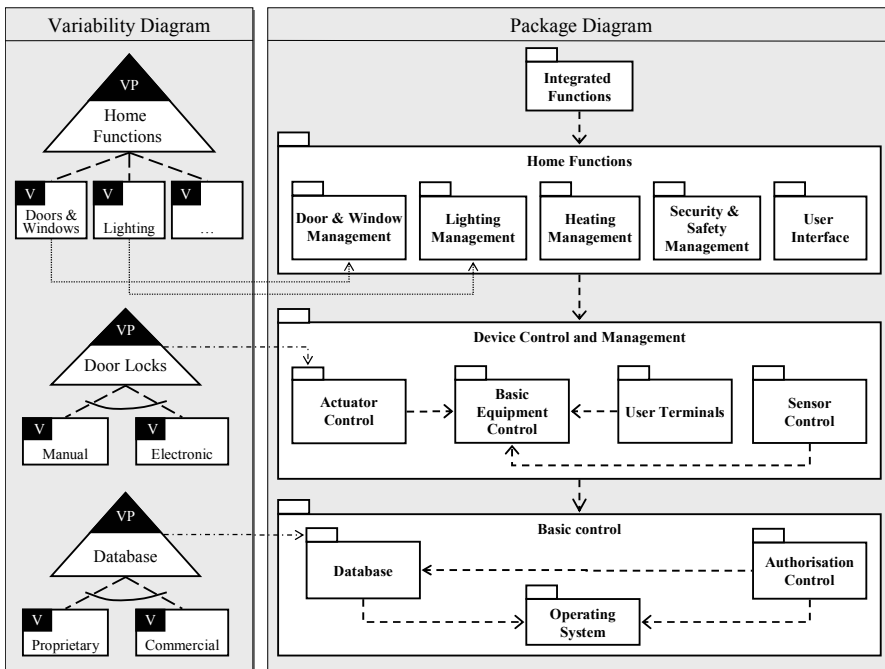 Variability Diagram
VP
Home
Functions
V
Doors &
Windows
V
Lighting
V
…
VP
Door Locks
V
Manual
V
Electronic
VP
Database
V
Proprietary
V
Commercial
Package Diagram
Integrated
Functions
Home Functions
Door & Window
Management
Lighting
Management
Heating
Management
Security &
Safety
Management
User
Interface
Device Control and Management
Actuator
Control
Basic
Equipment
Control
User Terminals
Sensor
Control
Basic control
Database
Authorisation
Control
Operating
System